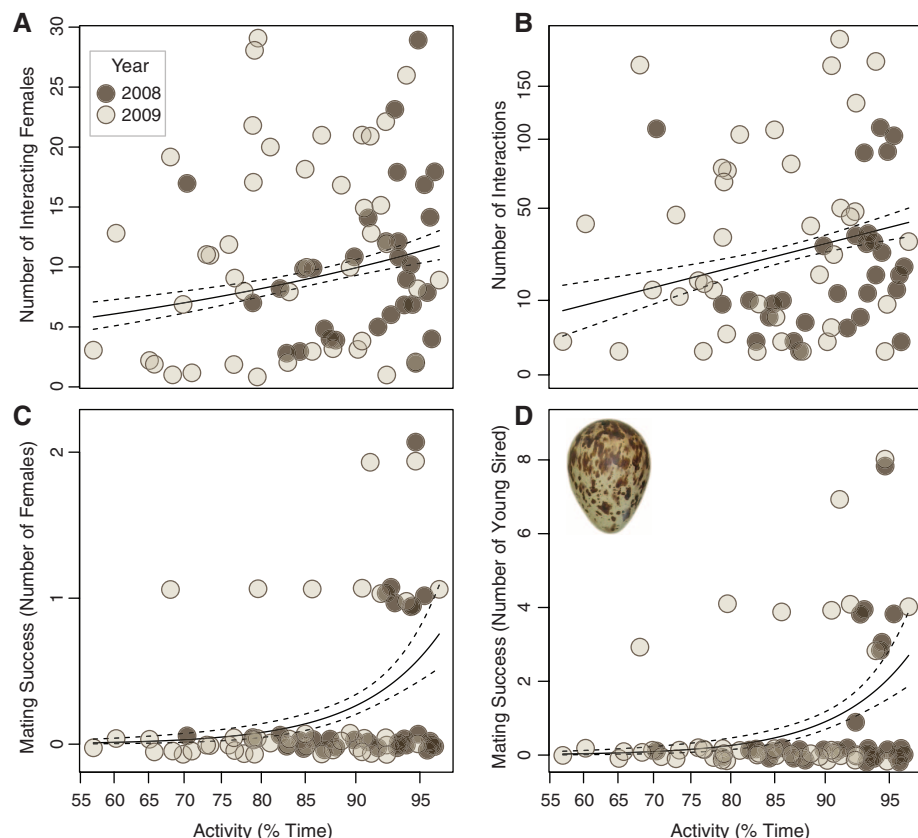 A
B
30
25
20
15
10
5
0
Number of Interacting Females
Year
2008
2009
150
100
50
10
0
Number of Interactions
C
D
2
1
0
Mating Success (Number of Females)
8
6
4
2
0
Mating Success (Number of Young Sired)
55 60 65 70 75 80 85 90 95
Activity (% Time)
55 60 65 70 75 80 85 90 95
Activity (% Time)